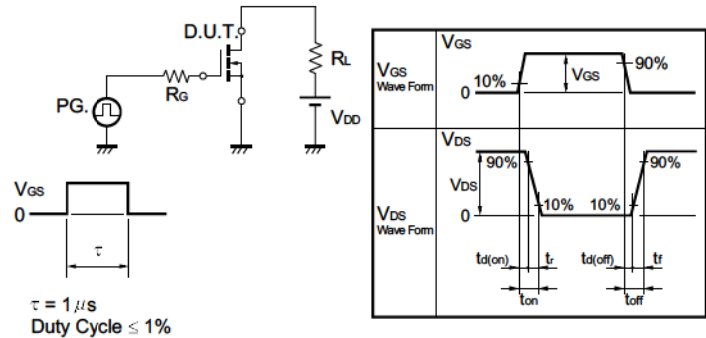 D.U.T.
RL
RG
PG.
VDD
VGS
0
τ
τ = 1 μs
Duty Cycle ≤ 1%
VGS
Wave Form
VGS
10%
0
VGS
90%
VDS
Wave Form
VDS
90%
VDS
0
10%
10%
90%
td(on)
tr
td(off)
tf
ton
toff